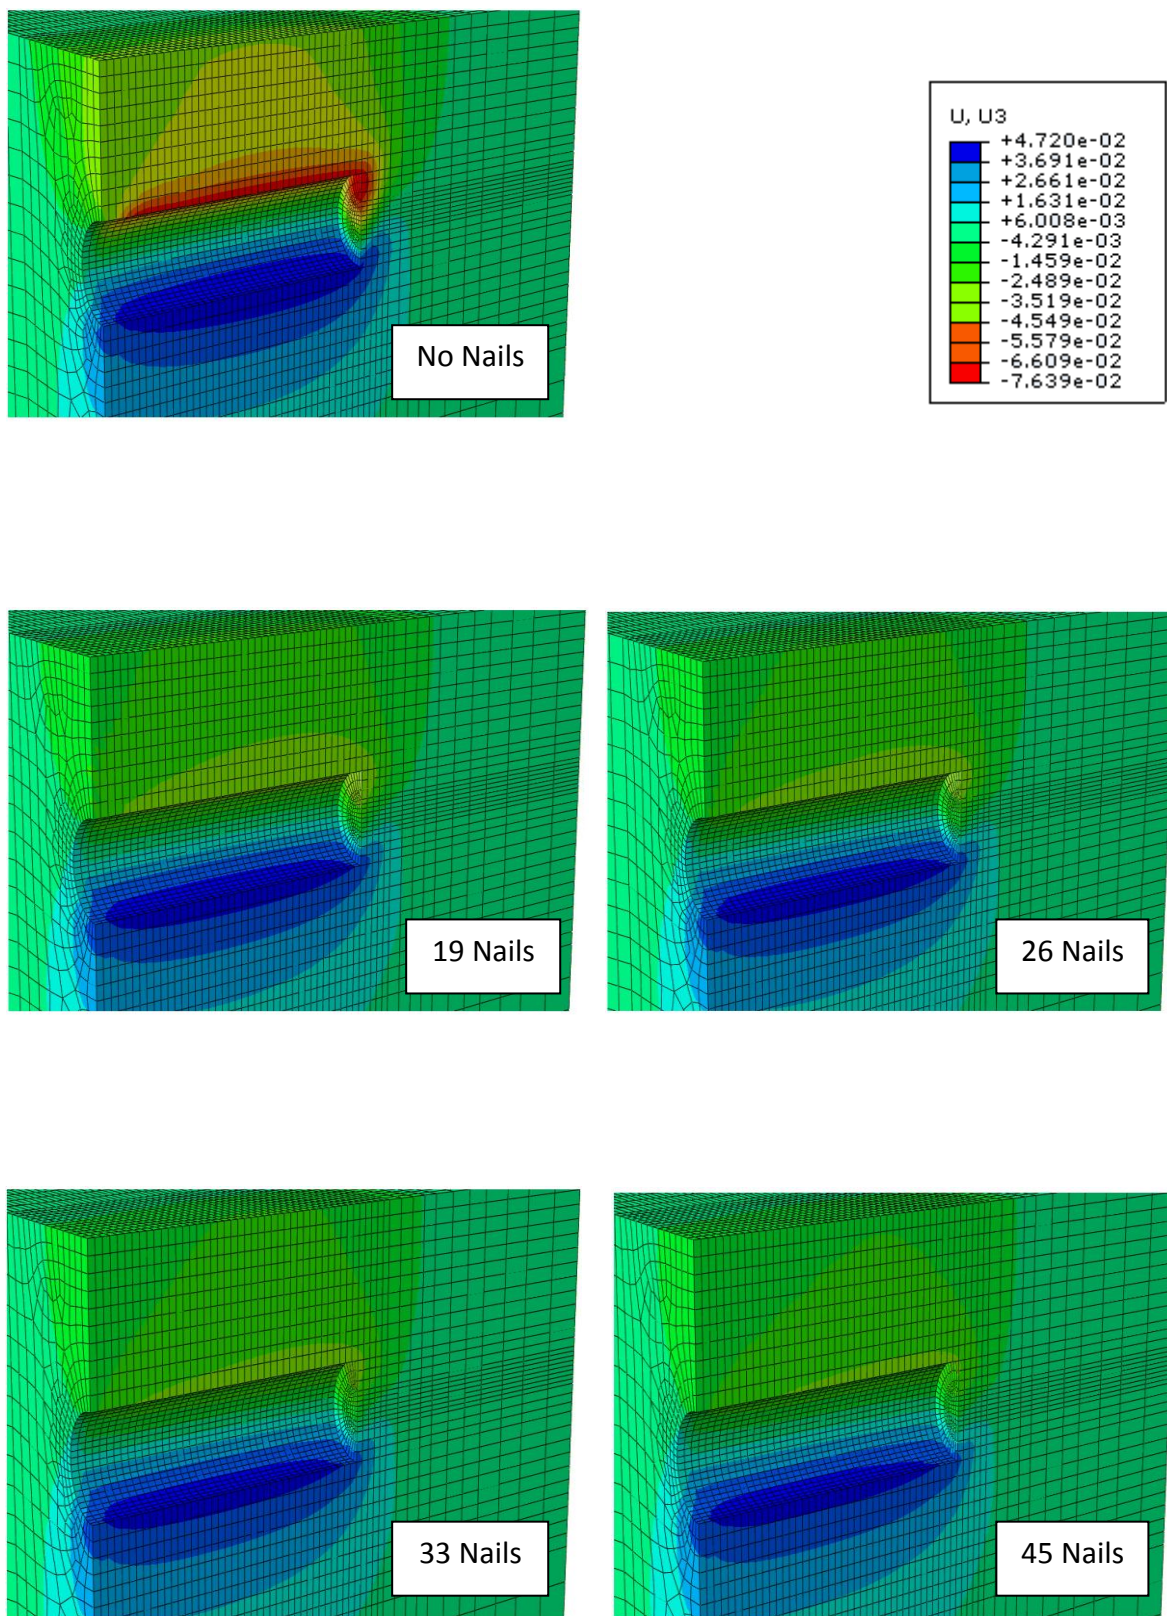 U, U3
+4.720e-02
+3.691e-02
+2.661e-02
+1.631e-02
+6.008e-03
-4.291e-03
-1.459e-02
-2.489e-02
-3.519e-02
-4.549e-02
-5.579e-02
-6.609e-02
-7.639e-02
No Nails
19 Nails
26 Nails
33 Nails
45 Nails